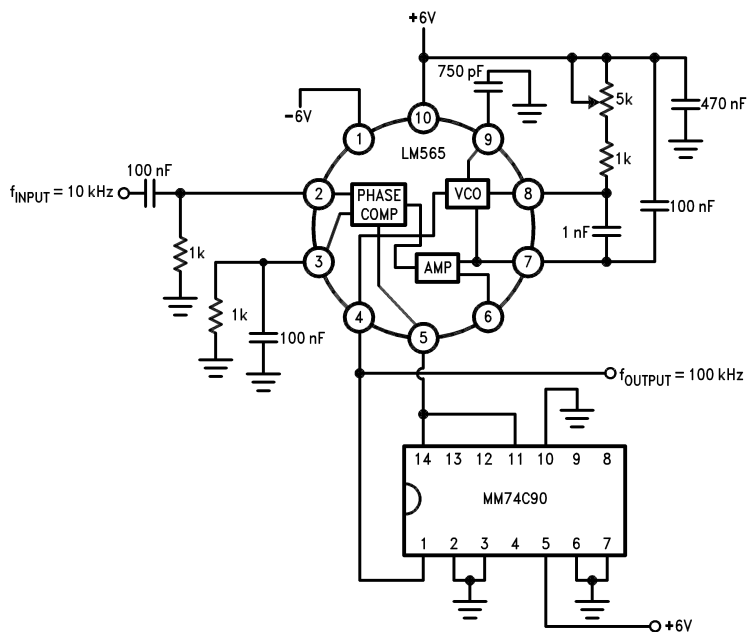 +6V
750 pF
-6V
5k
470 nF
10
1
9
LM565
100 nF
1k
f_INPUT = 10 kHz
2
PHASE
COMP
VCO
8
100 nF
1 nF
1k
3
AMP
7
1k
100 nF
4
6
5
f_OUTPUT = 100 kHz
14 13 12 11 10 9 8
MM74C90
1 2 3 4 5 6 7
+6V